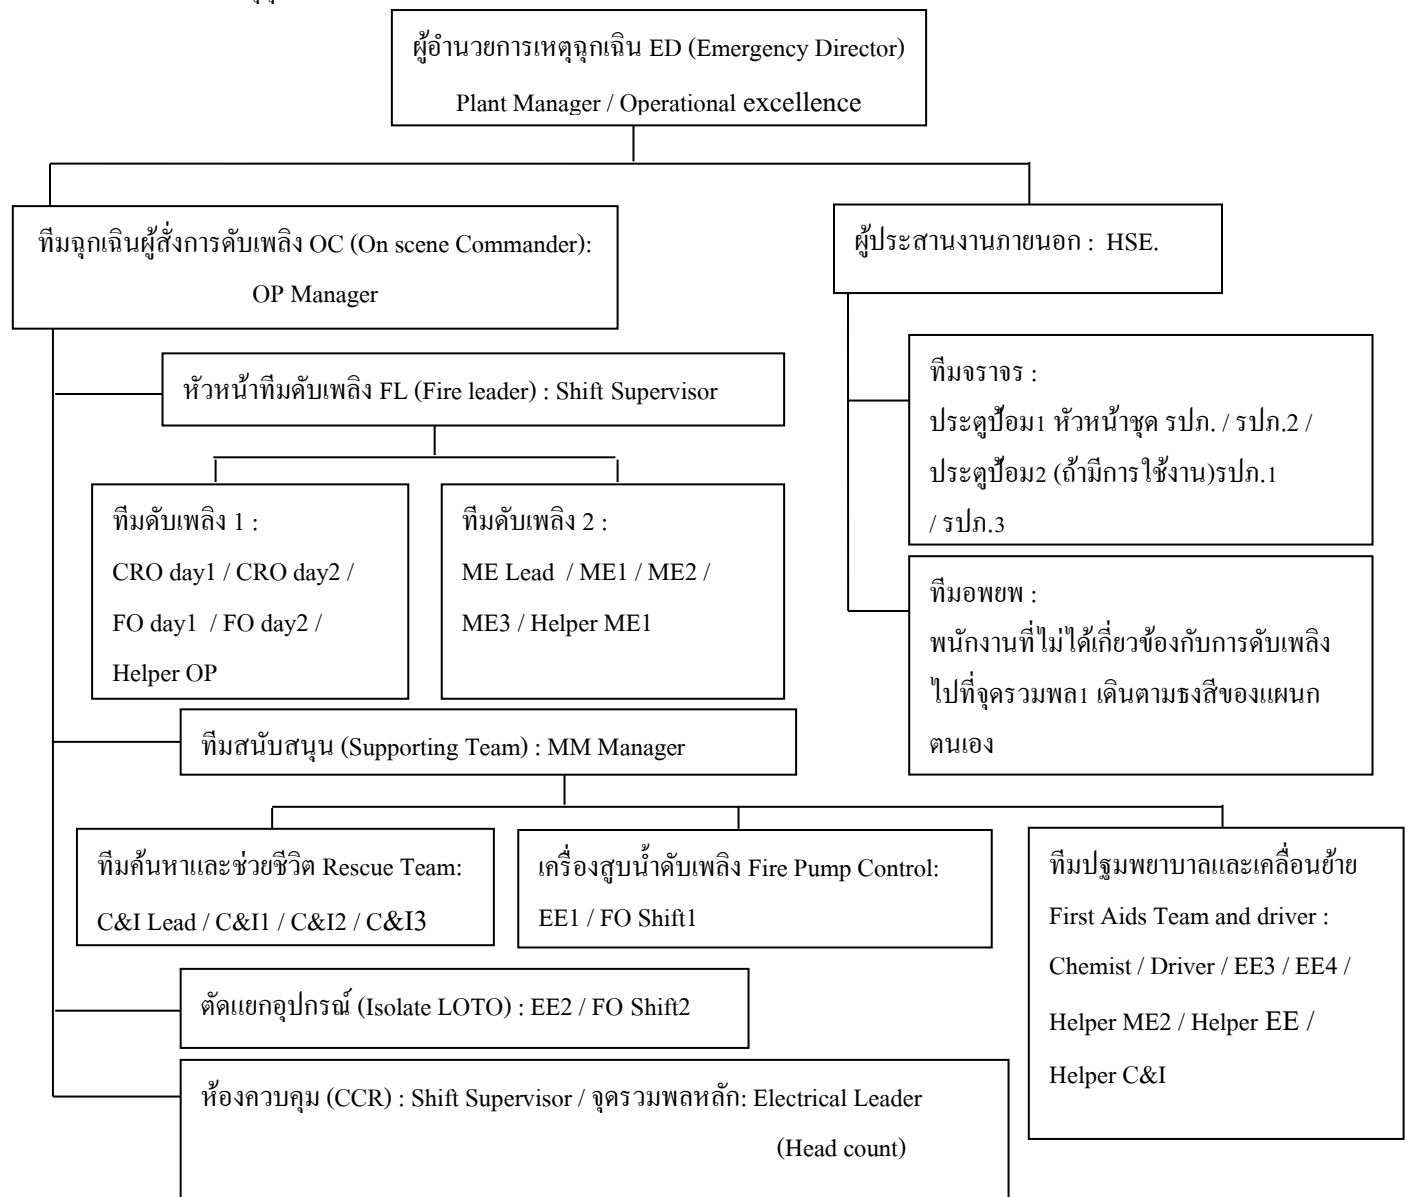 ผู้อำนวยการเหตุฉุกเฉิน ED (Emergency Director)
Plant Manager / Operational excellence
ทีมฉุกเฉินผู้สั่งการดับเพลิง OC (On scene Commander):
OP Manager
ผู้ประสานงานภายนอก : HSE.
หัวหน้าทีมดับเพลิง FL (Fire leader) : Shift Supervisor
ทีมดับเพลิง 1 :
CRO day1 / CRO day2 /
FO day1 / FO day2 /
Helper OP
ทีมดับเพลิง 2 :
ME Lead / ME1 / ME2 /
ME3 / Helper ME1
ทีมจราจร :
ประตูป้อม1 หัวหน้าชุด รปภ. / รปภ.2 /
ประตูป้อม2 (ถ้ามีการใช้งาน)รปภ.1
/ รปภ.3
ทีมอพยพ :
พนักงานที่ไม่ได้เกี่ยวข้องกับการดับเพลิง
ไปที่จุดรวมพล1 เดินตามธงสีของแผนก
ตนเอง
ทีมสนับสนุน (Supporting Team) : MM Manager
ทีมค้นหาและช่วยชีวิต Rescue Team:
C&I Lead / C&I1 / C&I2 / C&I3
เครื่องสูบน้ำดับเพลิง Fire Pump Control:
EE1 / FO Shift1
ทีมปฐมพยาบาลและเคลื่อนย้าย
First Aids Team and driver :
Chemist / Driver / EE3 / EE4 /
Helper ME2 / Helper EE /
Helper C&I
ตัดแยกอุปกรณ์ (Isolate LOTO) : EE2 / FO Shift2
ห้องควบคุม (CCR) : Shift Supervisor / จุดรวมพลหลัก: Electrical Leader
(Head count)